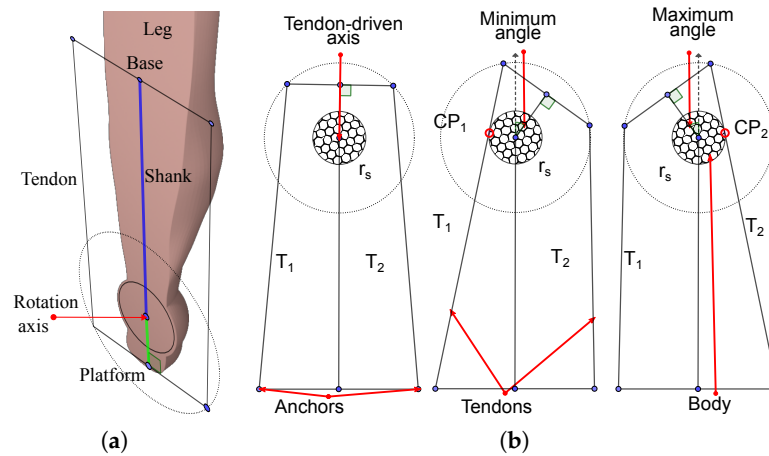 Leg
Base
Tendon
Shank
Rotation
axis
Platform
(a)
Tendon-driven
axis
r_s
T_1
T_2
Anchors
Minimum
angle
CP_1
r_s
T_1
T_2
Tendons
Maximum
angle
CP_2
r_s
T_1
T_2
Body
(b)